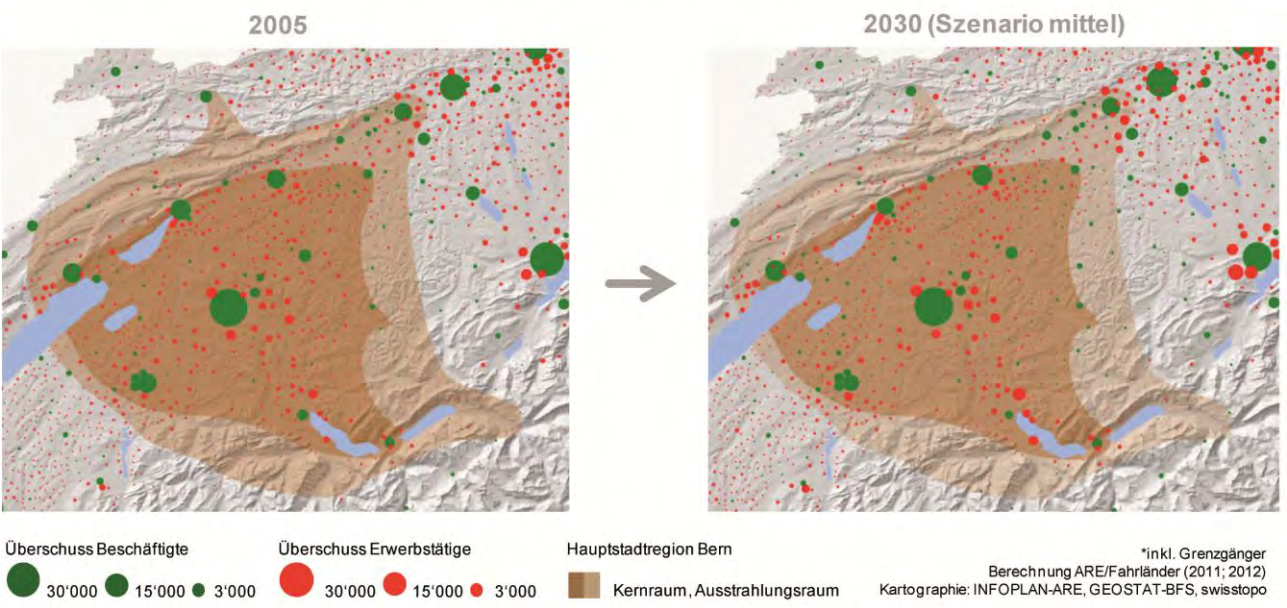 2005
2030 (Szenario mittel)
Überschuss Beschäftigte
30'000 15'000 3'000
Überschuss Erwerbstätige
30'000 15'000 3'000
Hauptstadtregion Bern
Kernraum, Ausstrahlungsraum
*inkl. Grenzgänger
Berechnung ARE/Fahrländer (2011; 2012)
Kartographie: INFOPLAN-ARE, GEOSTAT-BFS, swisstopo